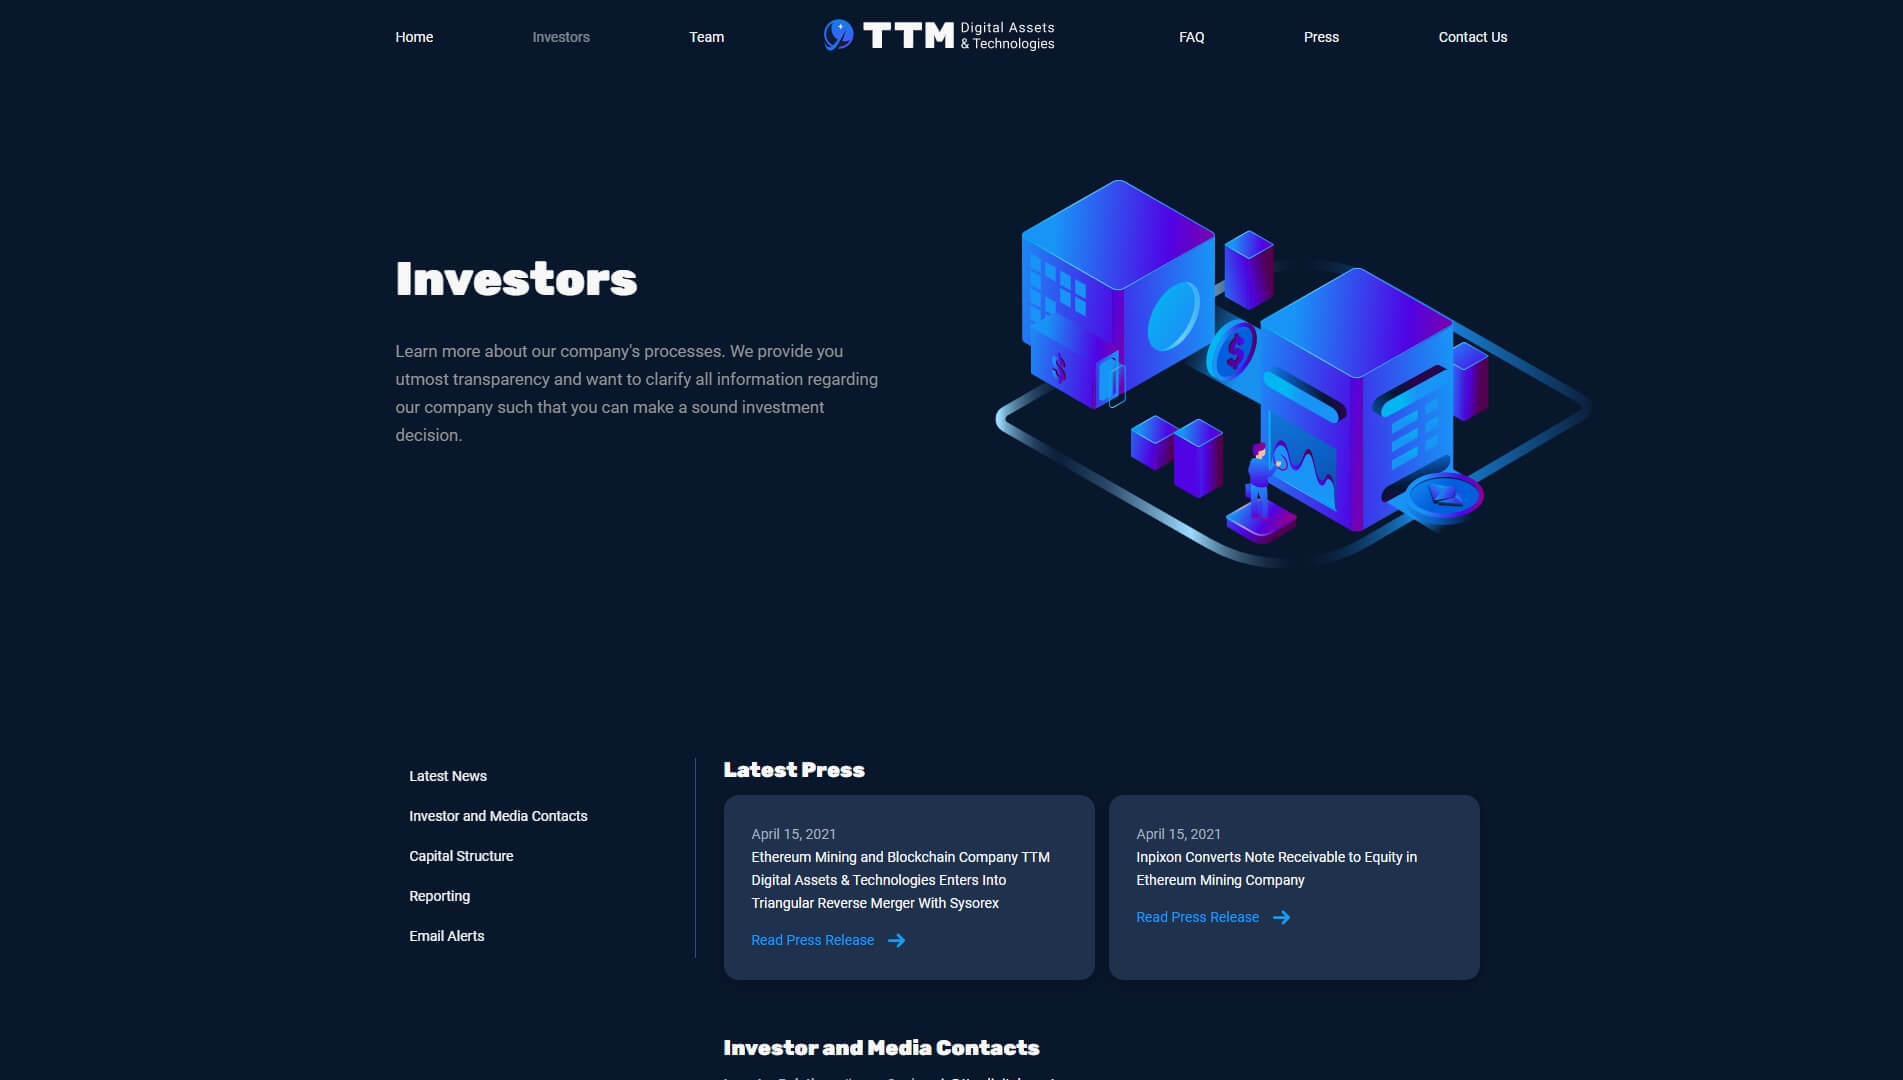 Home
Investors
Team
TTM Digital Assets
& Technologies
FAQ
Press
Contact Us
Investors
Learn more about our company's processes. We provide you
utmost transparency and want to clarify all information regarding
our company such that you can make a sound investment
decision.
$
$
Latest News
Investor and Media Contacts
Capital Structure
Reporting
Email Alerts
Latest Press
April 15, 2021
Ethereum Mining and Blockchain Company TTM
Digital Assets & Technologies Enters Into
Triangular Reverse Merger With Sysorex
Read Press Release
April 15, 2021
Inpixon Converts Note Receivable to Equity in
Ethereum Mining Company
Read Press Release
Investor and Media Contacts